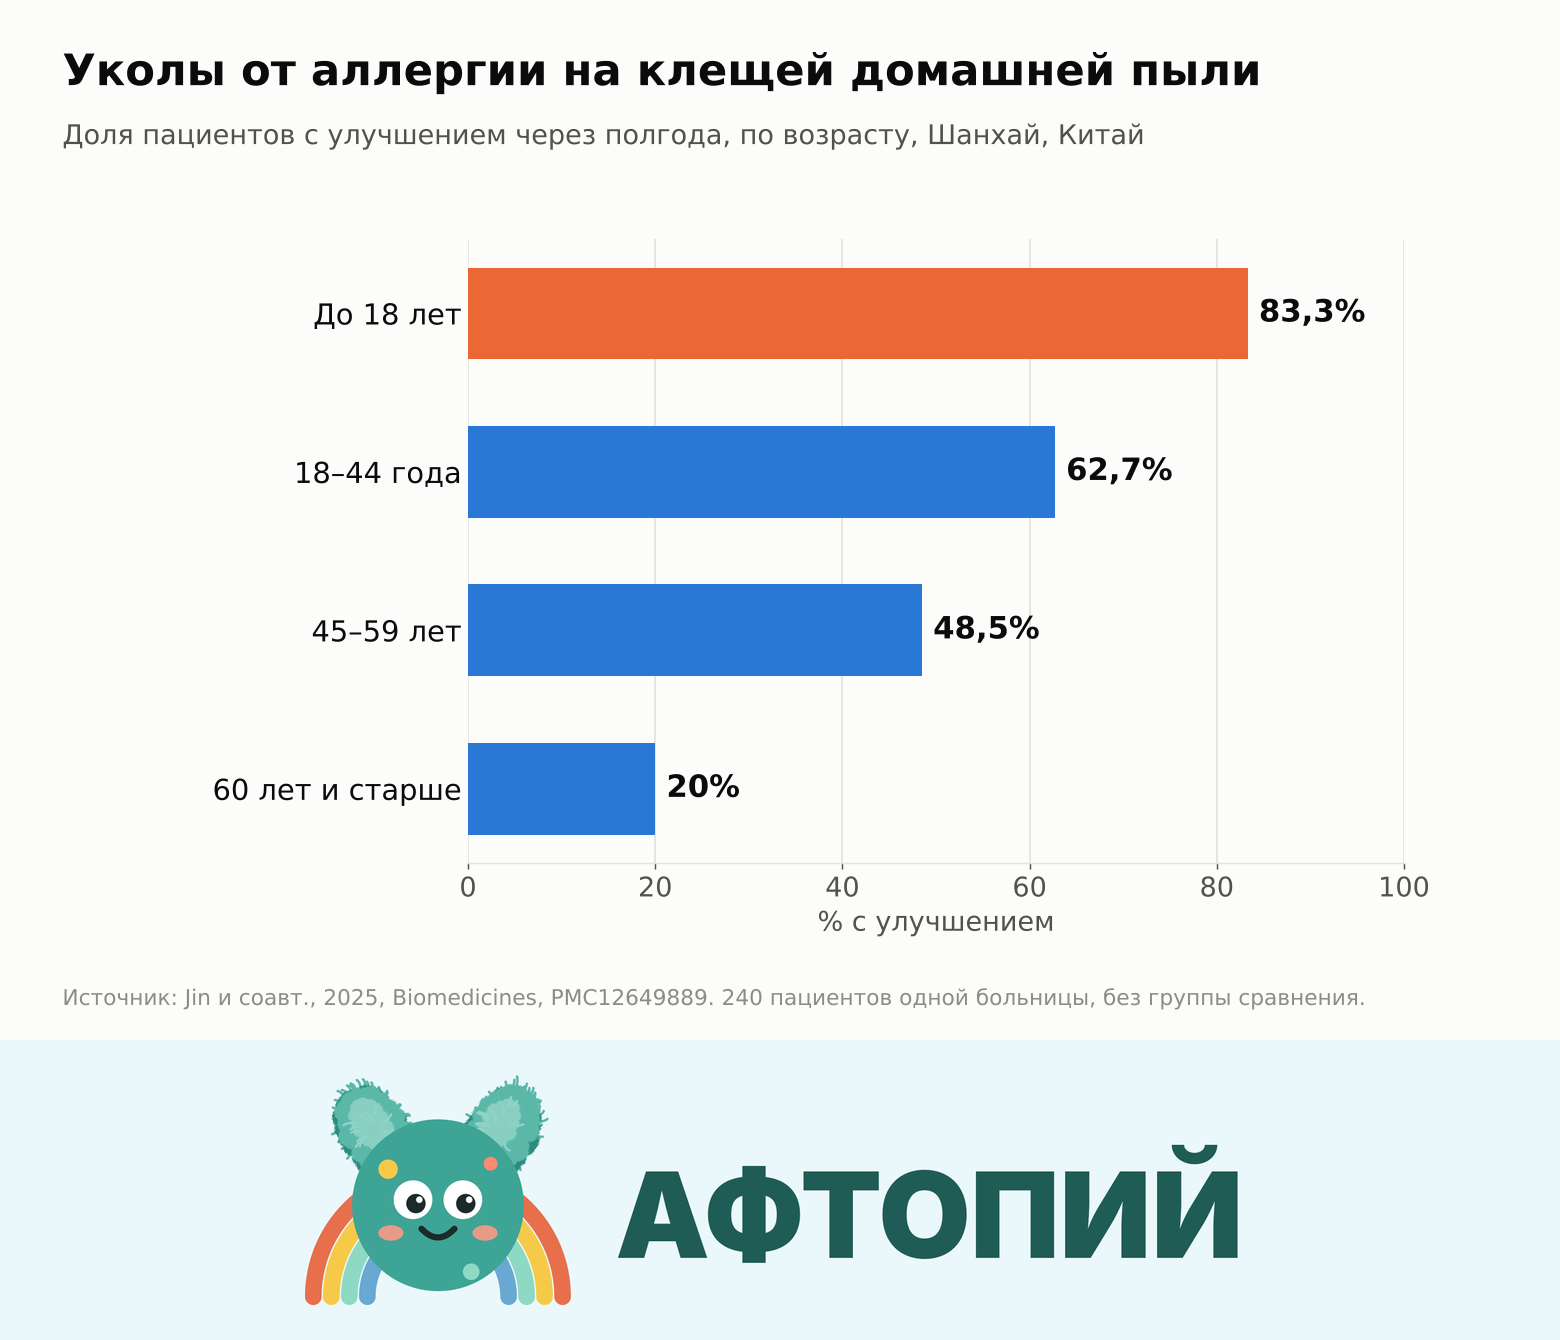 Уколы от аллергии на клещей домашней пыли
Доля пациентов с улучшением через полгода, по возрасту, Шанхай, Китай
До 18 лет
83,3%
18–44 года
62,7%
45–59 лет
48,5%
60 лет и старше
20%
0 20 40 60 80 100
% с улучшением
Источник: Jin и соавт., 2025, Biomedicines, PMC12649889. 240 пациентов одной больницы, без группы сравнения.
АФТОПИЙ